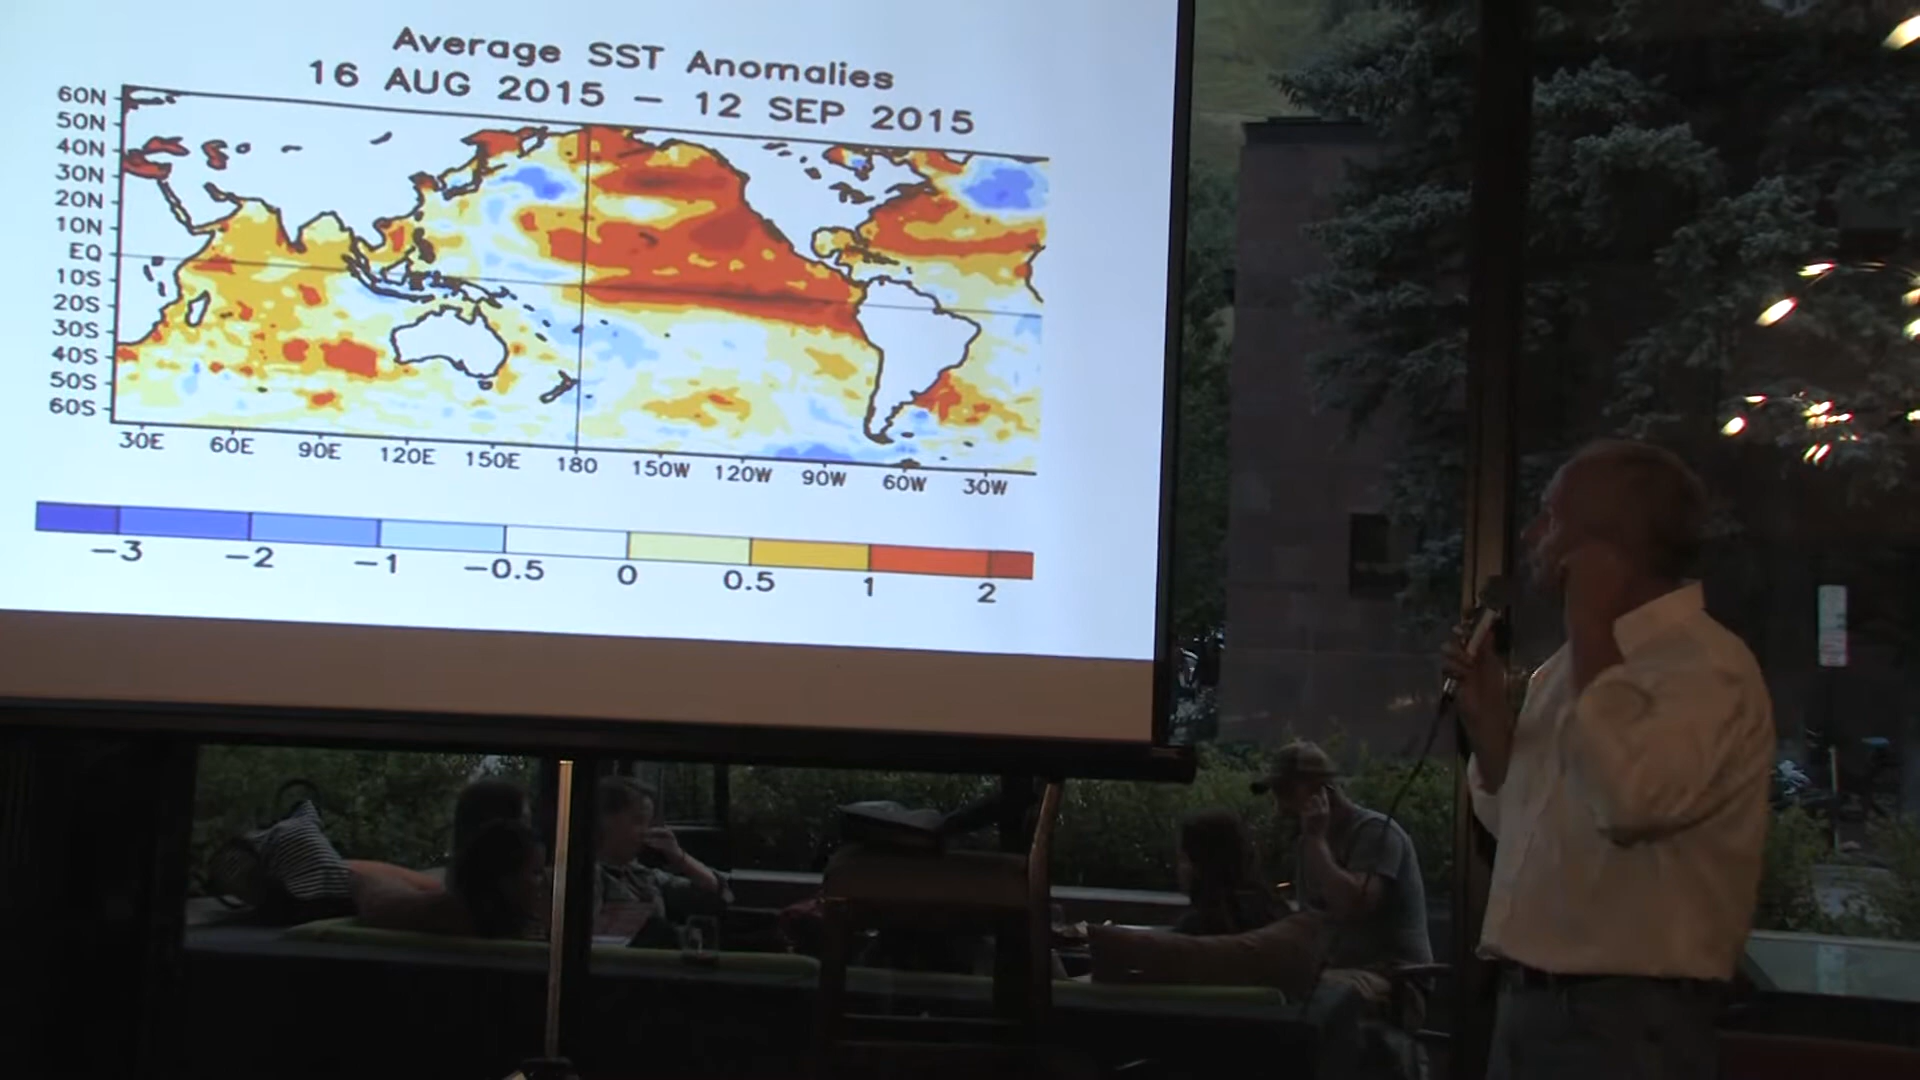 Average SST Anomalies
16 AUG 2015 – 12 SEP 2015
60N
50N
40N
30N
20N
10N
EQ
10S
20S
30S
40S
50S
60S
30E 60E 90E 120E 150E 180 150W 120W 90W 60W 30W
−3 −2 −1 −0.5 0 0.5 1 2